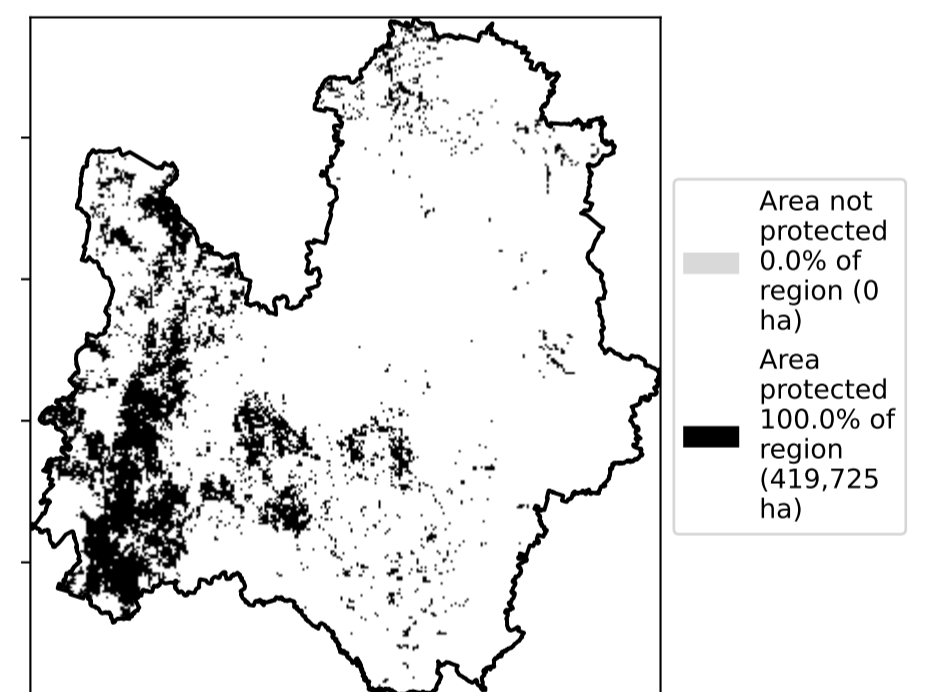 Area not
protected
0.0% of
region (0
ha)
Area
protected
100.0% of
region
(419,725
ha)